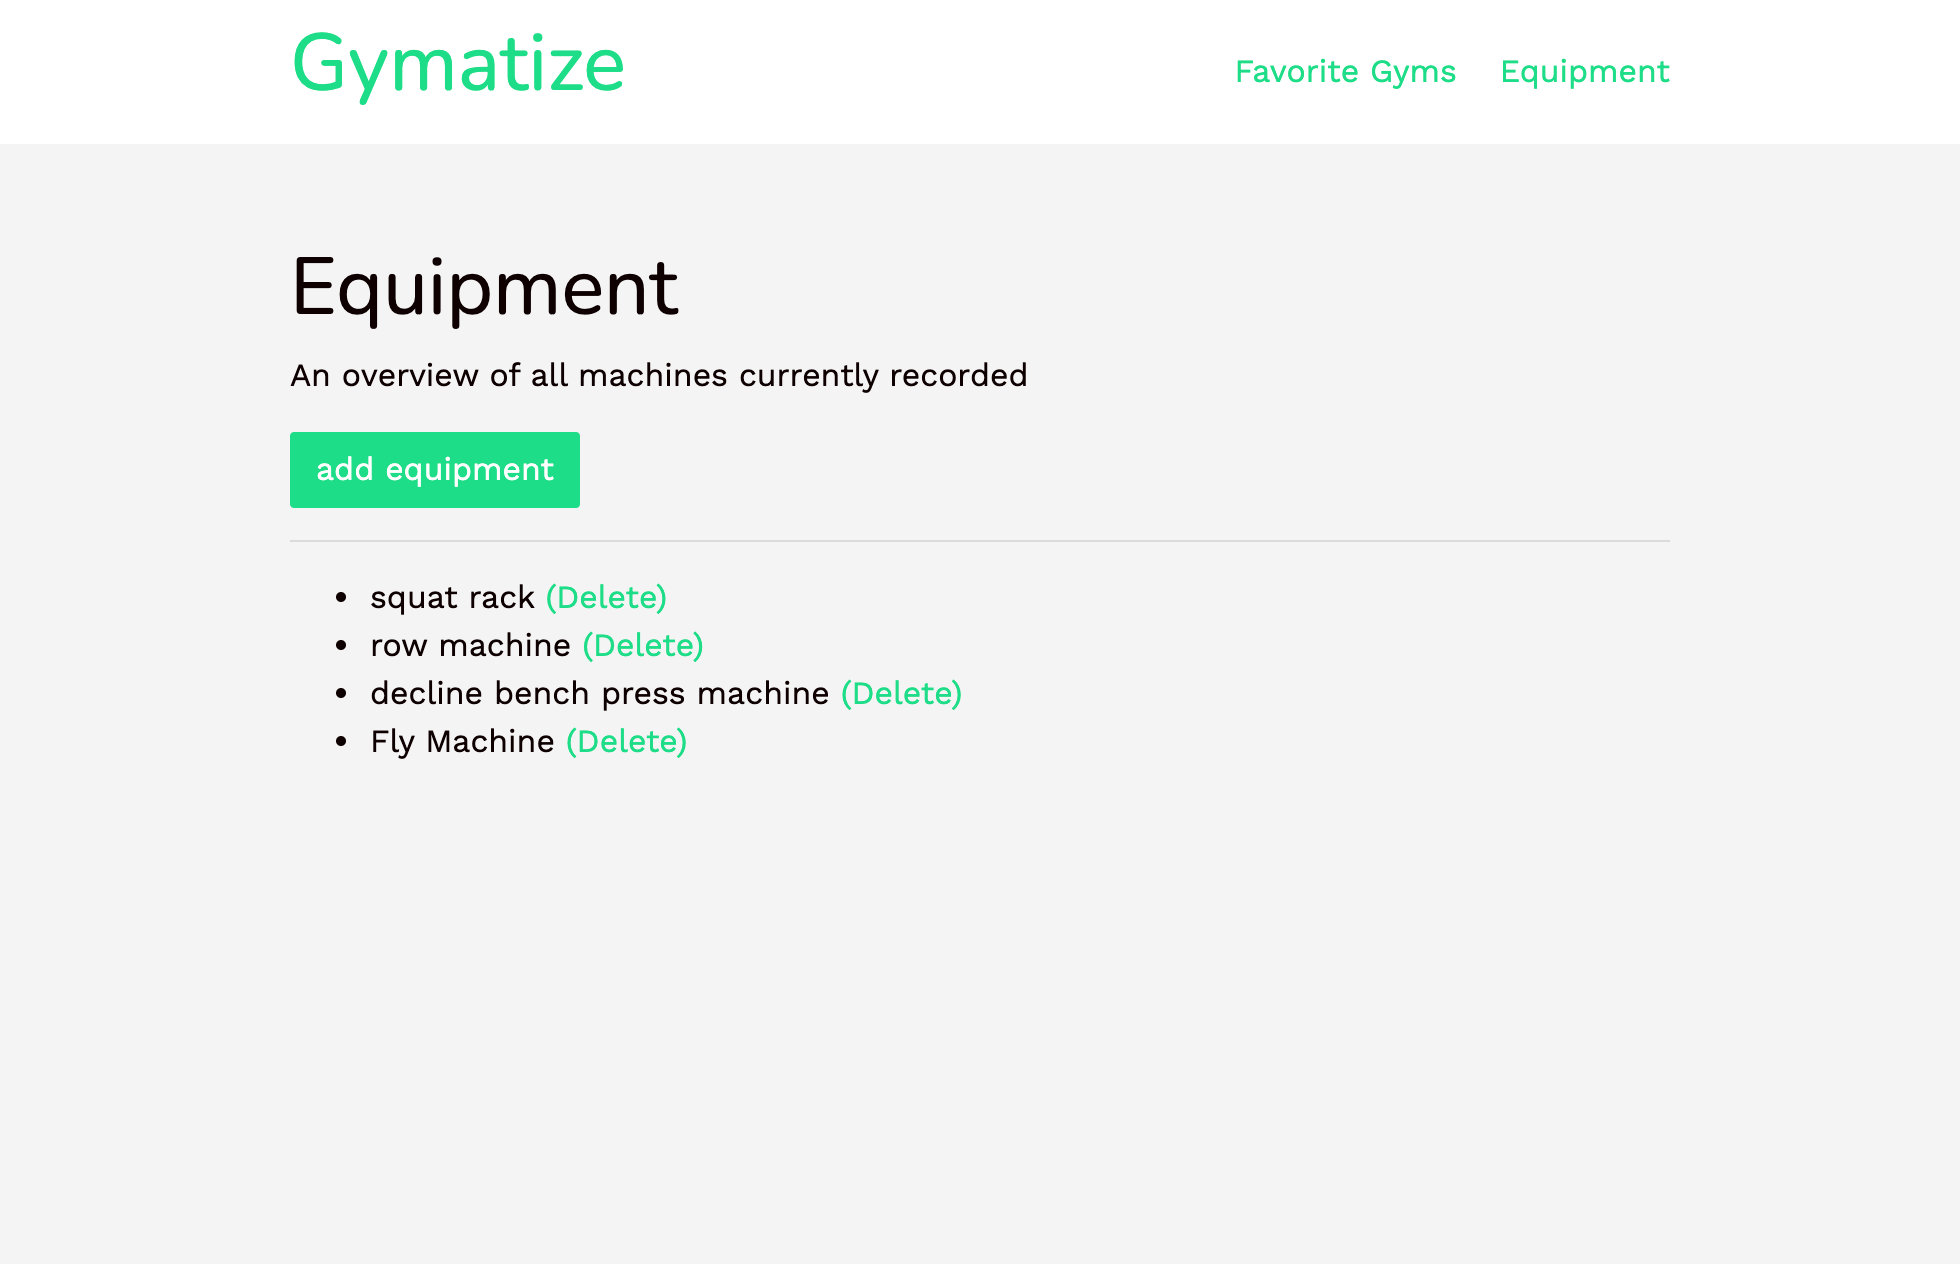 Gymatize
Favorite Gyms Equipment
Equipment
An overview of all machines currently recorded
add equipment
squat rack (Delete)
row machine (Delete)
decline bench press machine (Delete)
Fly Machine (Delete)